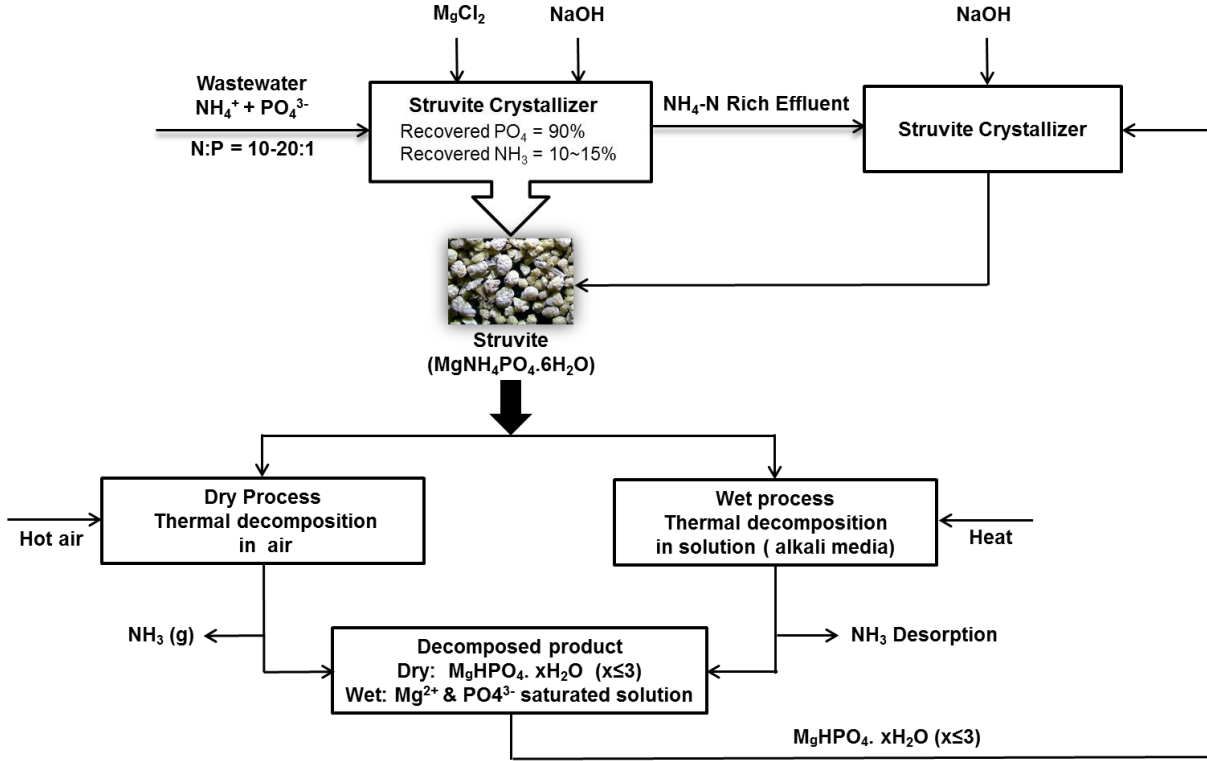 MgCl₂
NaOH
NaOH
Wastewater
NH₄⁺ + PO₄³⁻
N:P = 10-20:1
Struvite Crystallizer
Recovered PO₄ = 90%
Recovered NH₃ = 10~15%
NH₄-N Rich Effluent
Struvite Crystallizer
Struvite
(MgNH₄PO₄.6H₂O)
Dry Process
Thermal decomposition
in air
Hot air
Wet process
Thermal decomposition
in solution ( alkali media)
Heat
NH₃ (g)
NH₃ Desorption
Decomposed product
Dry: MgHPO₄. xH₂O (x≤3)
Wet: Mg²⁺ & PO4³⁻ saturated solution
MgHPO₄. xH₂O (x≤3)